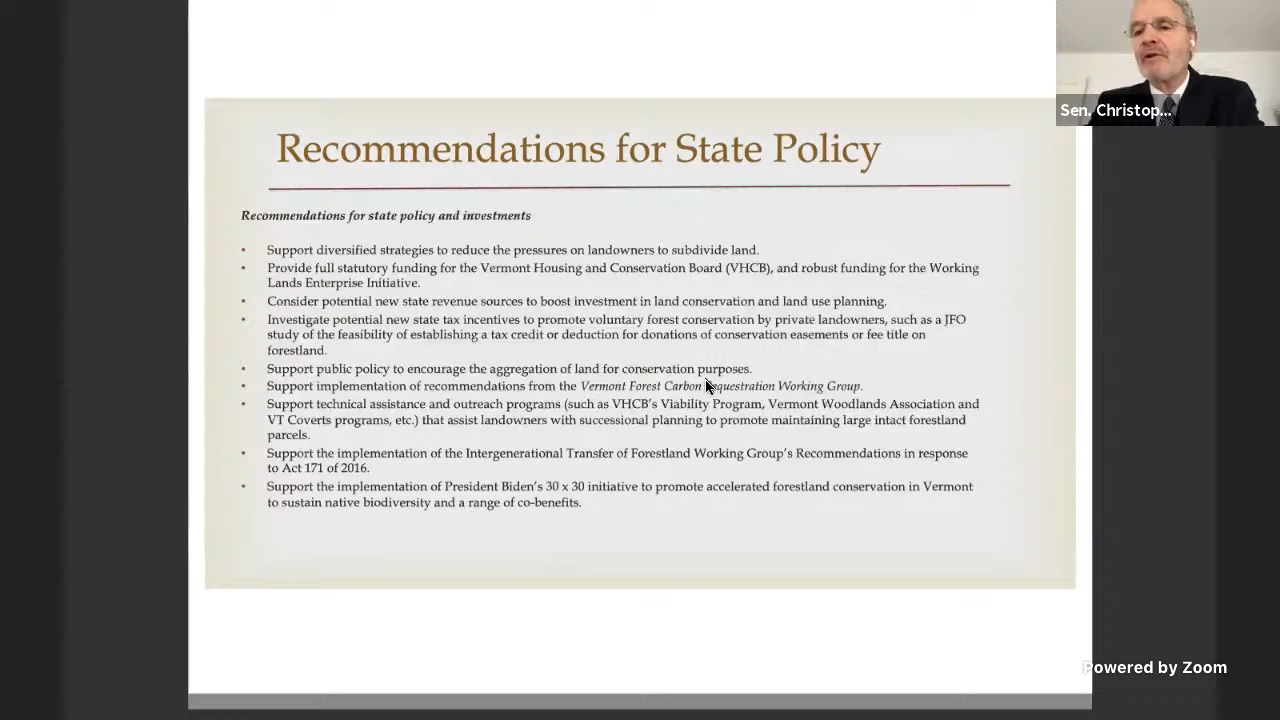 Sen. Christop...
Recommendations for State Policy
Recommendations for state policy and investments
• Support diversified strategies to reduce the pressures on landowners to subdivide land.
• Provide full statutory funding for the Vermont Housing and Conservation Board (VHCB), and robust funding for the Working
Lands Enterprise Initiative.
• Consider potential new state revenue sources to boost investment in land conservation and land use planning.
• Investigate potential new state tax incentives to promote voluntary forest conservation by private landowners, such as a JFO
study of the feasibility of establishing a tax credit or deduction for donations of conservation easements or fee title on
forestland.
• Support public policy to encourage the aggregation of land for conservation purposes.
• Support implementation of recommendations from the Vermont Forest Carbon Sequestration Working Group.
• Support technical assistance and outreach programs (such as VHCB's Viability Program, Vermont Woodlands Association and
VT Coverts programs, etc.) that assist landowners with successional planning to promote maintaining large intact forestland
parcels.
• Support the implementation of the Intergenerational Transfer of Forestland Working Group's Recommendations in response
to Act 171 of 2016.
• Support the implementation of President Biden's 30 x 30 initiative to promote accelerated forestland conservation in Vermont
to sustain native biodiversity and a range of co-benefits.
Powered by Zoom